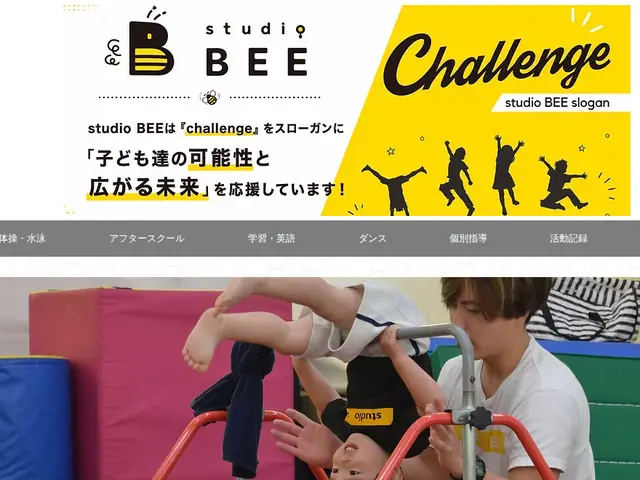 studio
BEE
Challenge
studio BEE slogan
studio BEEは『challenge』をスローガンに
「子ども達の可能性と
広がる未来」を応援しています!
体操・水泳 アフタースクール 学習・英語 ダンス 個別指導 活動記録
studio